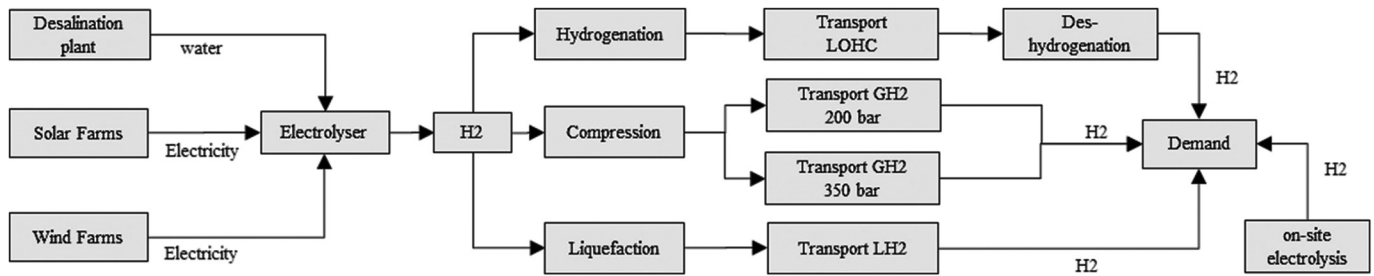 Desalination
plant
water
Solar Farms
Electricity
Wind Farms
Electricity
Electrolyser
H2
Hydrogenation
Transport
LOHC
Des-
hydrogenation
H2
Compression
Transport GH2
200 bar
Transport GH2
350 bar
H2
Liquefaction
Transport LH2
H2
Demand
H2
on-site
electrolysis